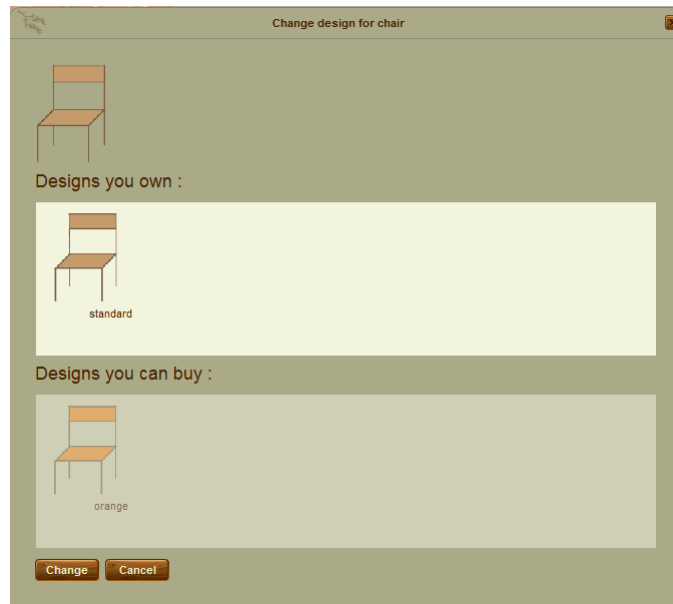 Change design for chair
Designs you own :
standard
Designs you can buy :
orange
Change Cancel